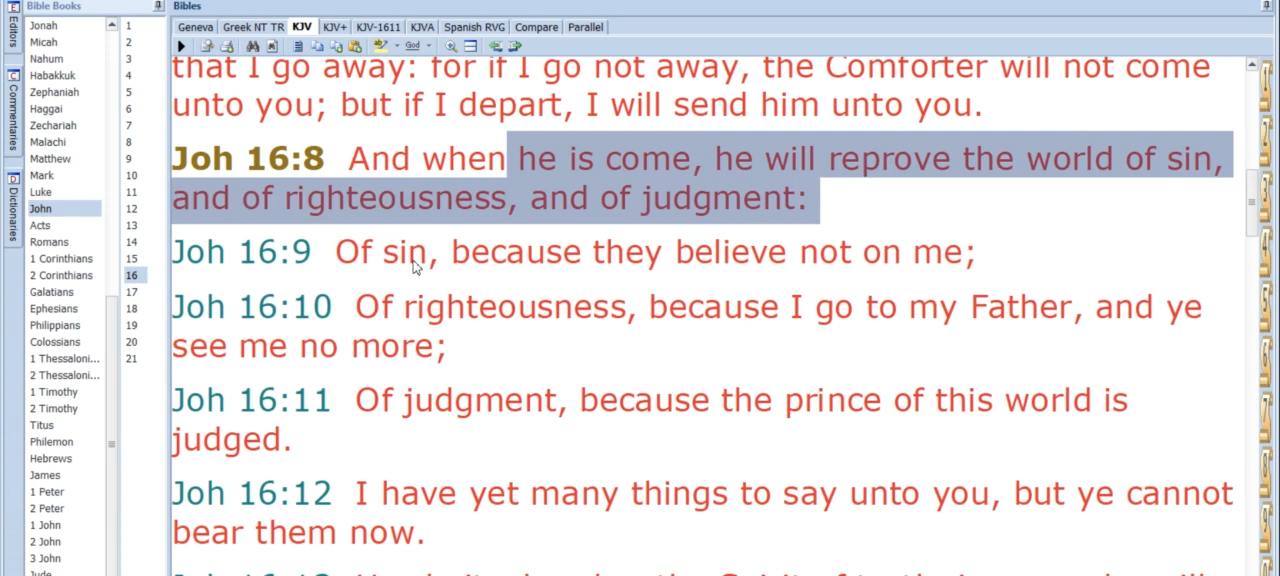 Bible Books
Bibles
Editors
Commentaries
Dictionaries
Jonah
Micah
Nahum
Habakkuk
Zephaniah
Haggai
Zechariah
Malachi
Matthew
Mark
Luke
John
Acts
Romans
1 Corinthians
2 Corinthians
Galatians
Ephesians
Philippians
Colossians
1 Thessaloni...
2 Thessaloni...
1 Timothy
2 Timothy
Titus
Philemon
Hebrews
James
1 Peter
2 Peter
1 John
2 John
3 John
Jude
1
2
3
4
5
6
7
8
9
10
11
12
13
14
15
16
17
18
19
20
21
Geneva Greek NT TR KJV KJV+ KJV-1611 KJVA Spanish RVG Compare Parallel
God
that I go away: for if I go not away, the Comforter will not come
unto you; but if I depart, I will send him unto you.
Joh 16:8 And when he is come, he will reprove the world of sin,
and of righteousness, and of judgment:
Joh 16:9 Of sin, because they believe not on me;
Joh 16:10 Of righteousness, because I go to my Father, and ye
see me no more;
Joh 16:11 Of judgment, because the prince of this world is
judged.
Joh 16:12 I have yet many things to say unto you, but ye cannot
bear them now.